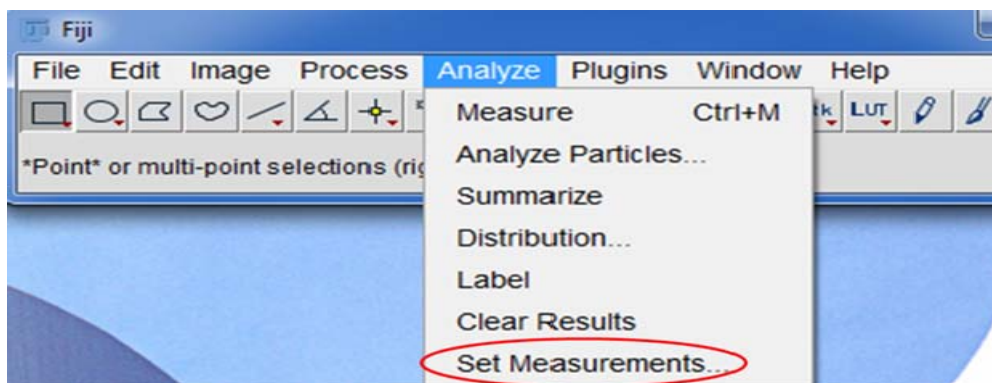 Fiji
File Edit Image Process Analyze Plugins Window Help
LUT
*Point* or multi-point selections
Measure Ctrl+M
Analyze Particles...
Summarize
Distribution...
Label
Clear Results
Set Measurements...